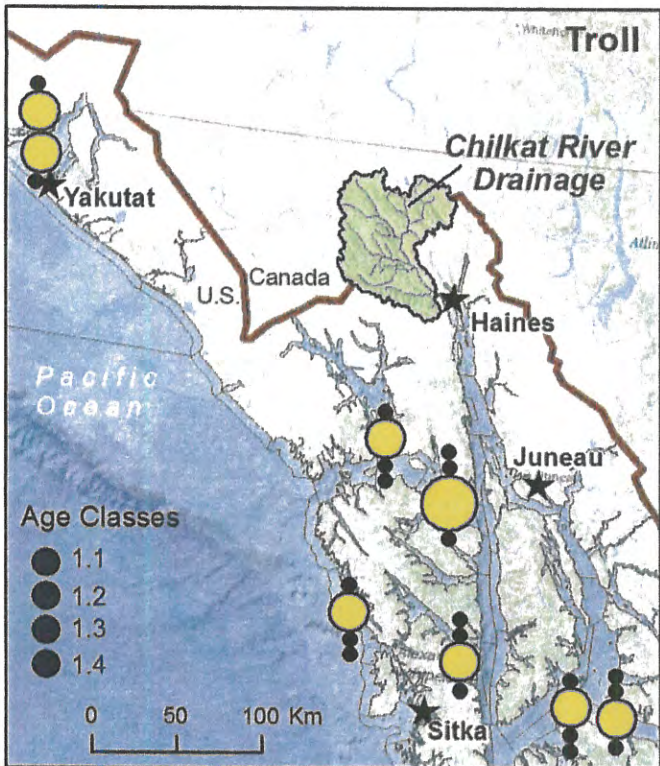 Troll
Chilkat River
Drainage
Yakutat
Canada
U.S.
Haines
Pacific
Ocean
Juneau
Age Classes
1.1
1.2
1.3
1.4
0 50 100 Km
Sitka